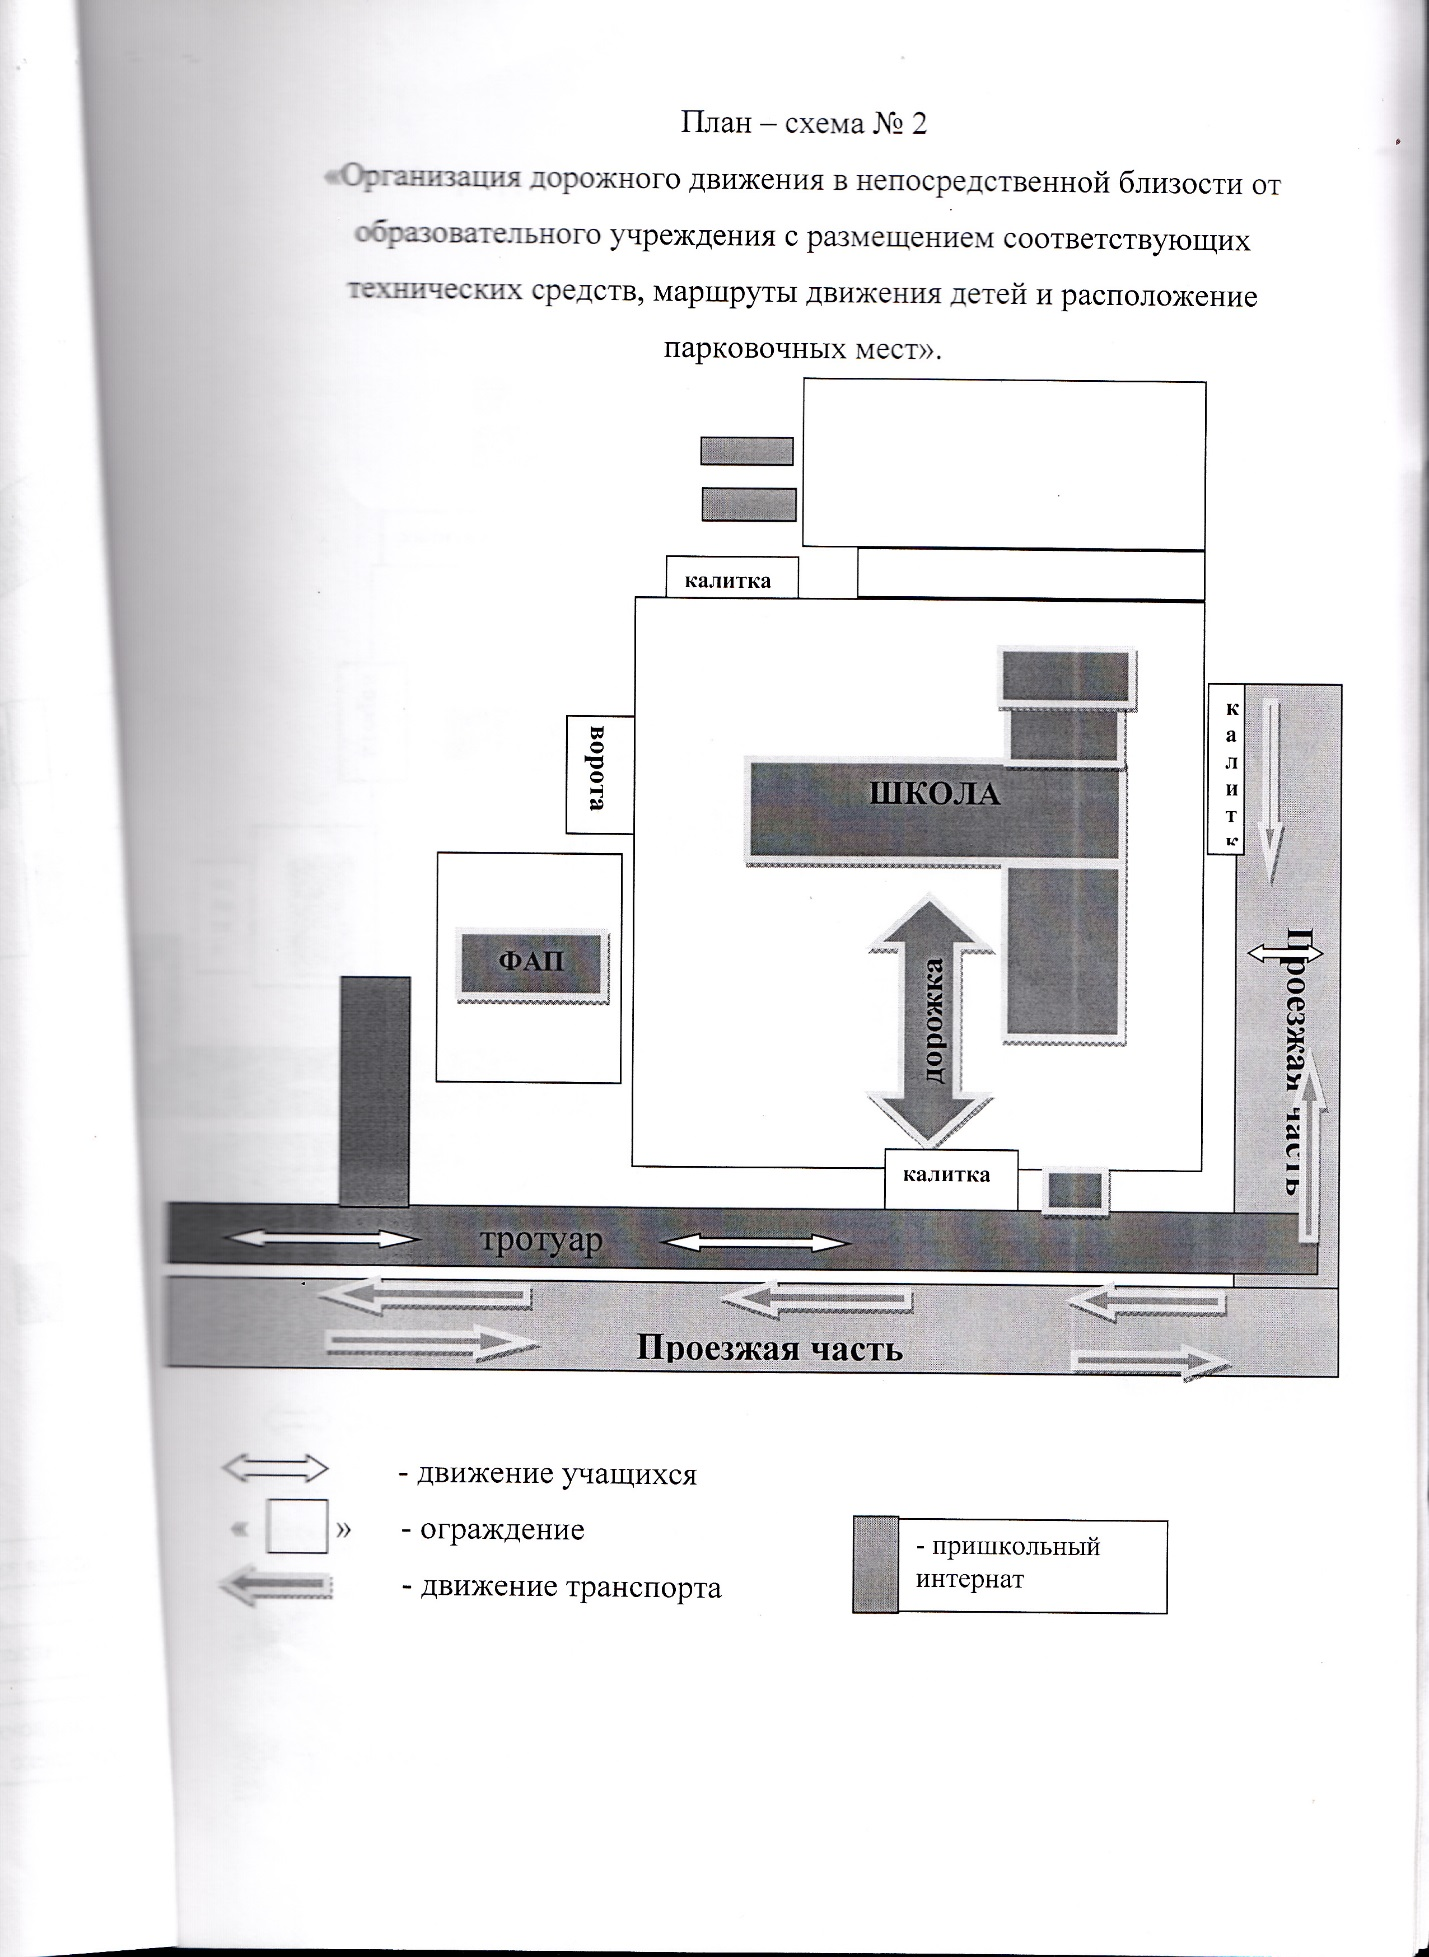 План – схема № 2
«Организация дорожного движения в непосредственной близости от
образовательного учреждения с размещением соответствующих
технических средств, маршруты движения детей и расположение
парковочных мест».
калитка
ворота
ШКОЛА
калитк
ФАП
дорожка
Проезжая часть
калитка
тротуар
Проезжая часть
- движение учащихся
« » - ограждение
- движение транспорта
- пришкольный
интернат